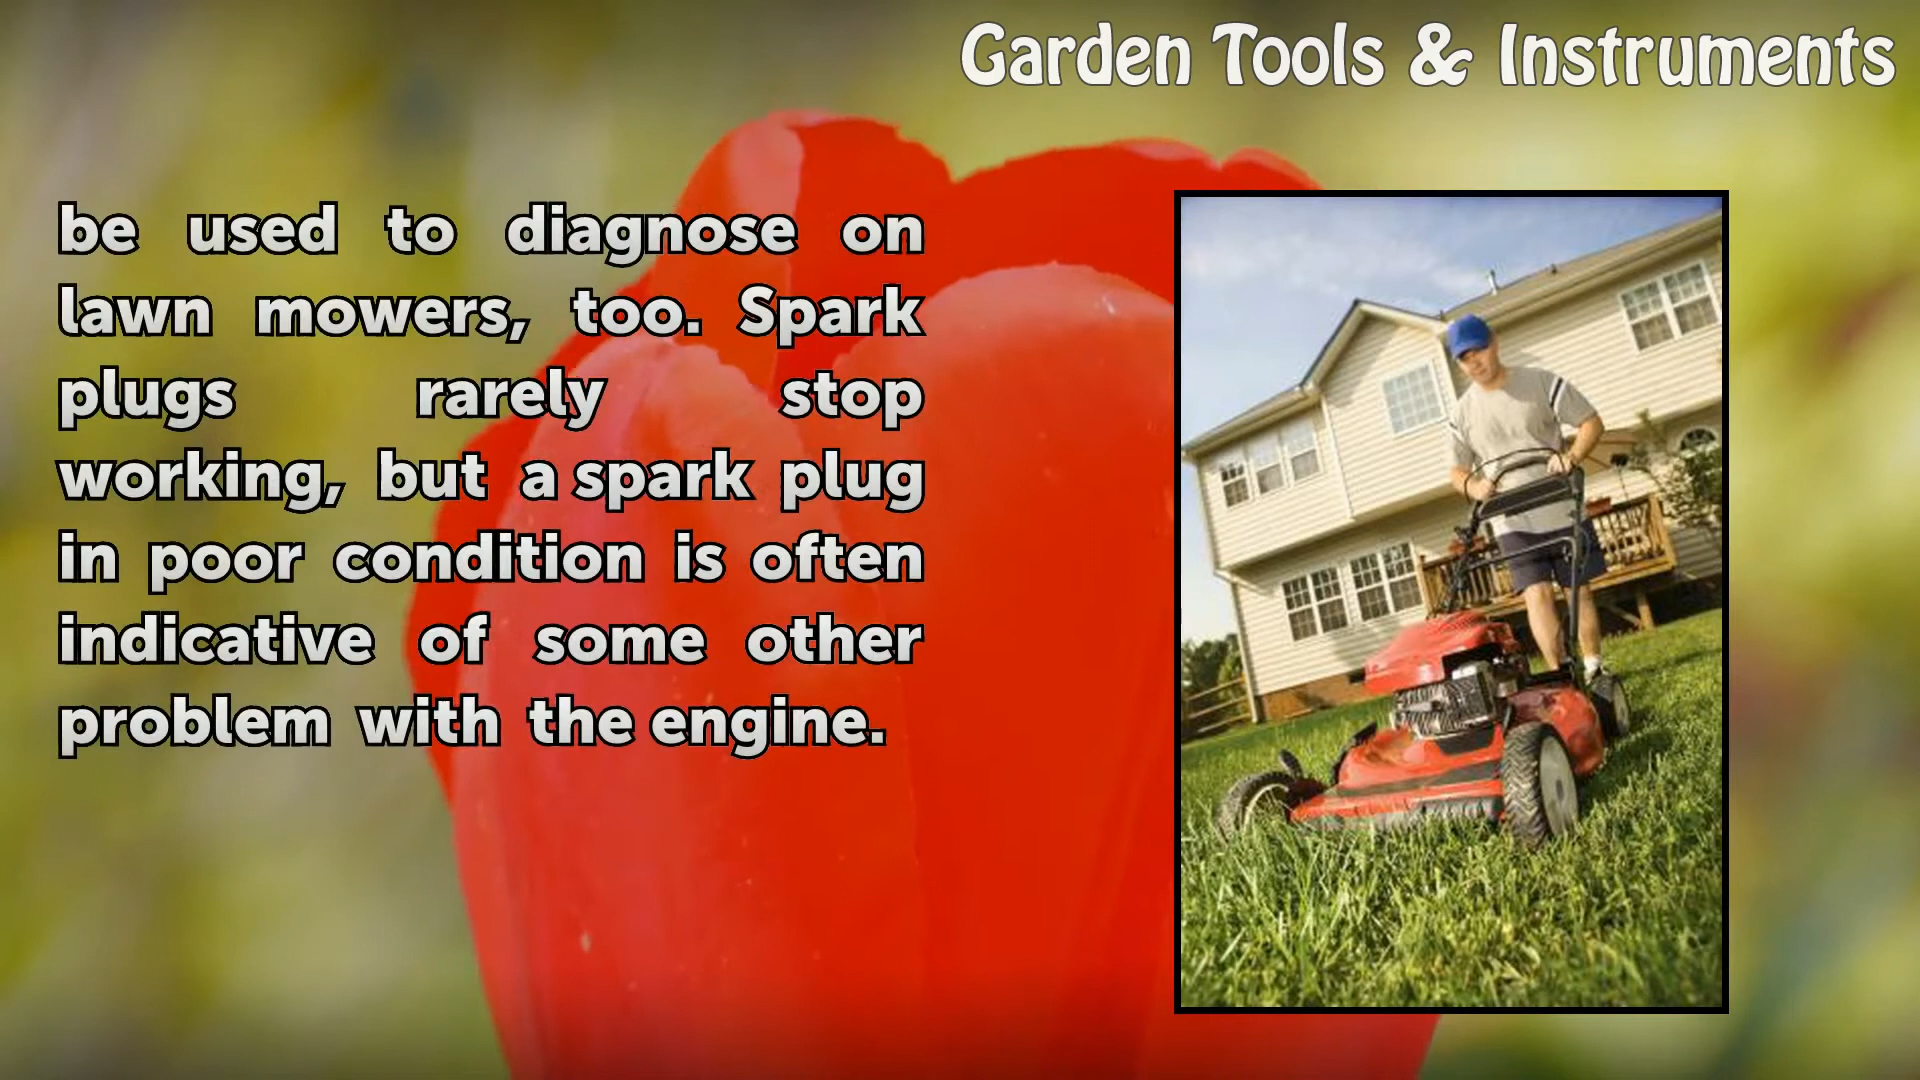 Garden Tools & Instruments
be used to diagnose on
lawn mowers, too. Spark
plugs rarely stop
working, but a spark plug
in poor condition is often
indicative of some other
problem with the engine.